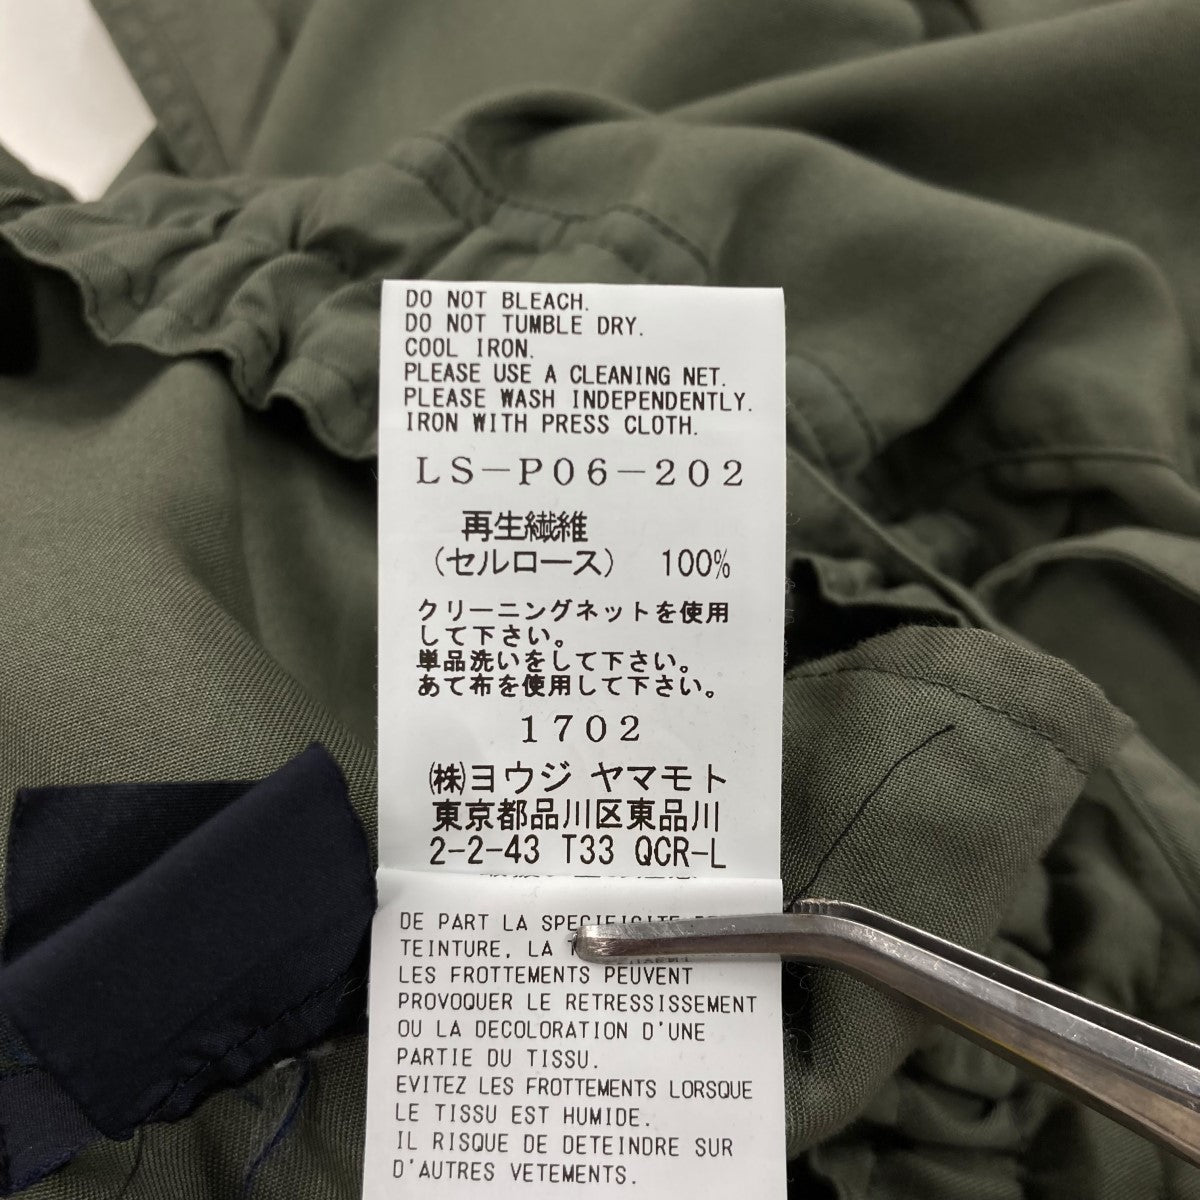 DO NOT BLEACH.
DO NOT TUMBLE DRY.
COOL IRON.
PLEASE USE A CLEANING NET.
PLEASE WASH INDEPENDENTLY.
IRON WITH PRESS CLOTH.
LS-P06-202
再生繊維
(セルロース) 100%
クリーニングネットを使用
して下さい。
単品洗いをして下さい。
あて布を使用して下さい。
1702
㈱ヨウジ ヤマモト
東京都品川区東品川
2-2-43 T33 QCR-L
DE PART LA SPECIFICITE
TEINTURE, LA
LES FROTTEMENTS PEUVENT
PROVOQUER LE RETRESSISSEMENT
OU LA DECOLORATION D'UNE
PARTIE DU TISSU.
EVITEZ LES FROTTEMENTS LORSQUE
LE TISSU EST HUMIDE.
IL RISQUE DE DETEINDRE SUR
D'AUTRES VETEMENTS.